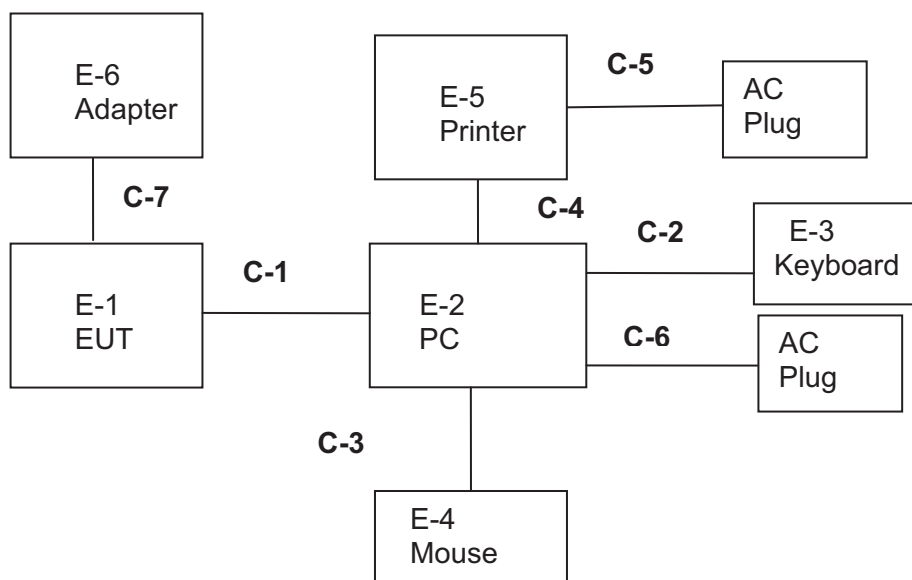 E-6
Adapter
E-5
Printer
C-5
AC
Plug
C-7
C-4
C-2
E-3
Keyboard
E-1
EUT
C-1
E-2
PC
C-6
AC
Plug
C-3
E-4
Mouse